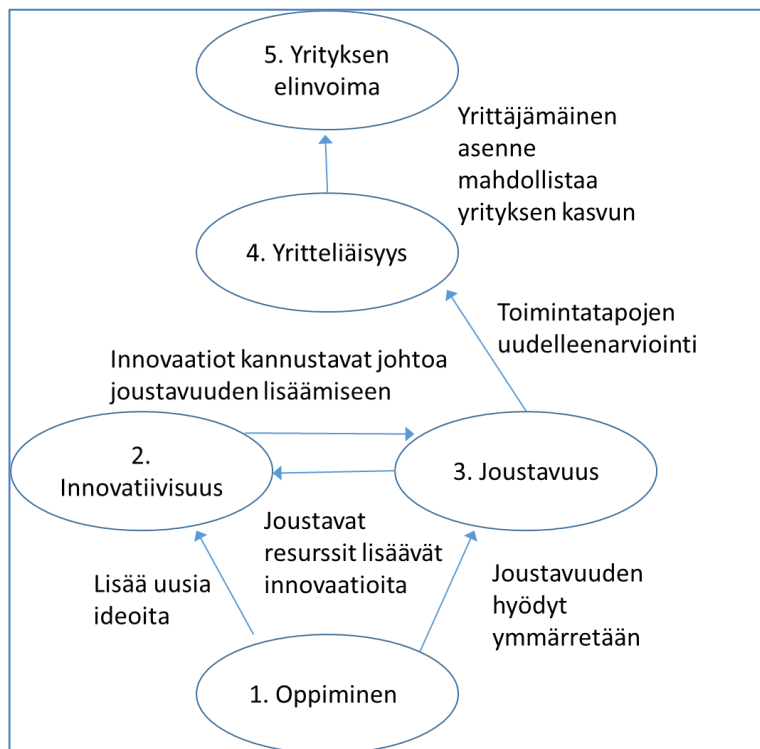 5. Yrityksen
elinvoima
Yrittäjämäinen
asenne
mahdollistaa
yrityksen kasvun
4. Yritteliäisyys
Toimintatapojen
uudelleenarviointi
Innovaatiot kannustavat johtoa
joustavuuden lisäämiseen
2.
Innovatiivisuus
3. Joustavuus
Joustavat
resurssit lisäävät
innovaatioita
Lisää uusia
ideoita
Joustavuuden
hyödyt
ymmärretään
1. Oppiminen